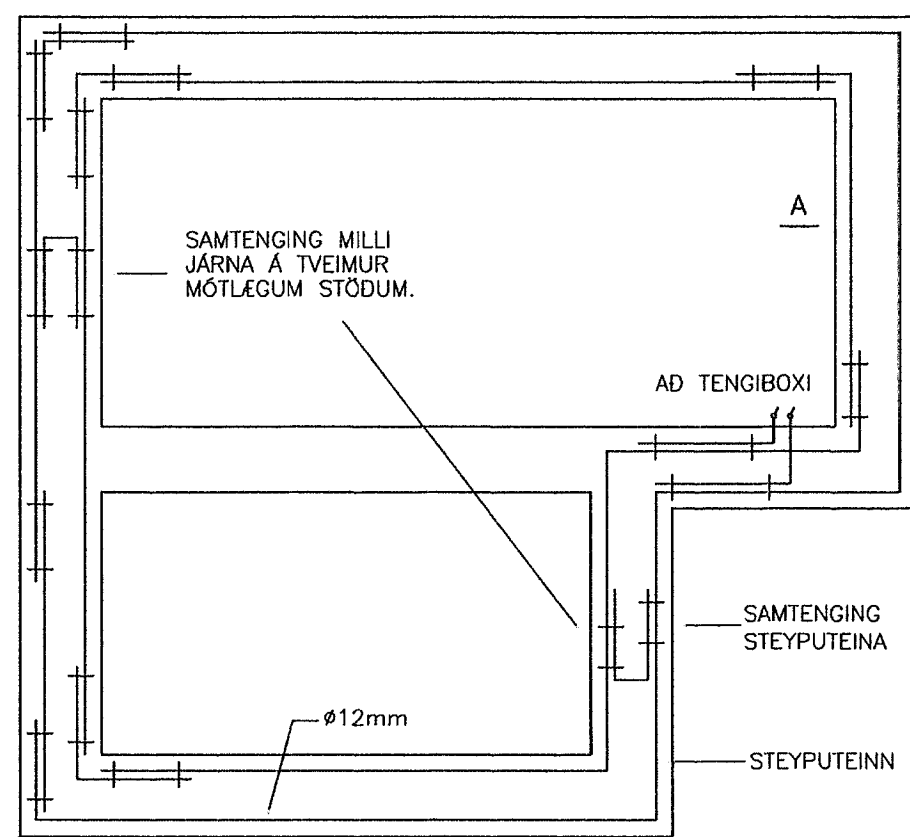 A
SAMTENGING MILLI
JÁRNA Á TVEIMUR
MÓTLÆGUM STÖÐUM.
AÐ TENGIBOXI
SAMTENGING
STEYPUTEINA
ø12mm
STEYPUTEINN